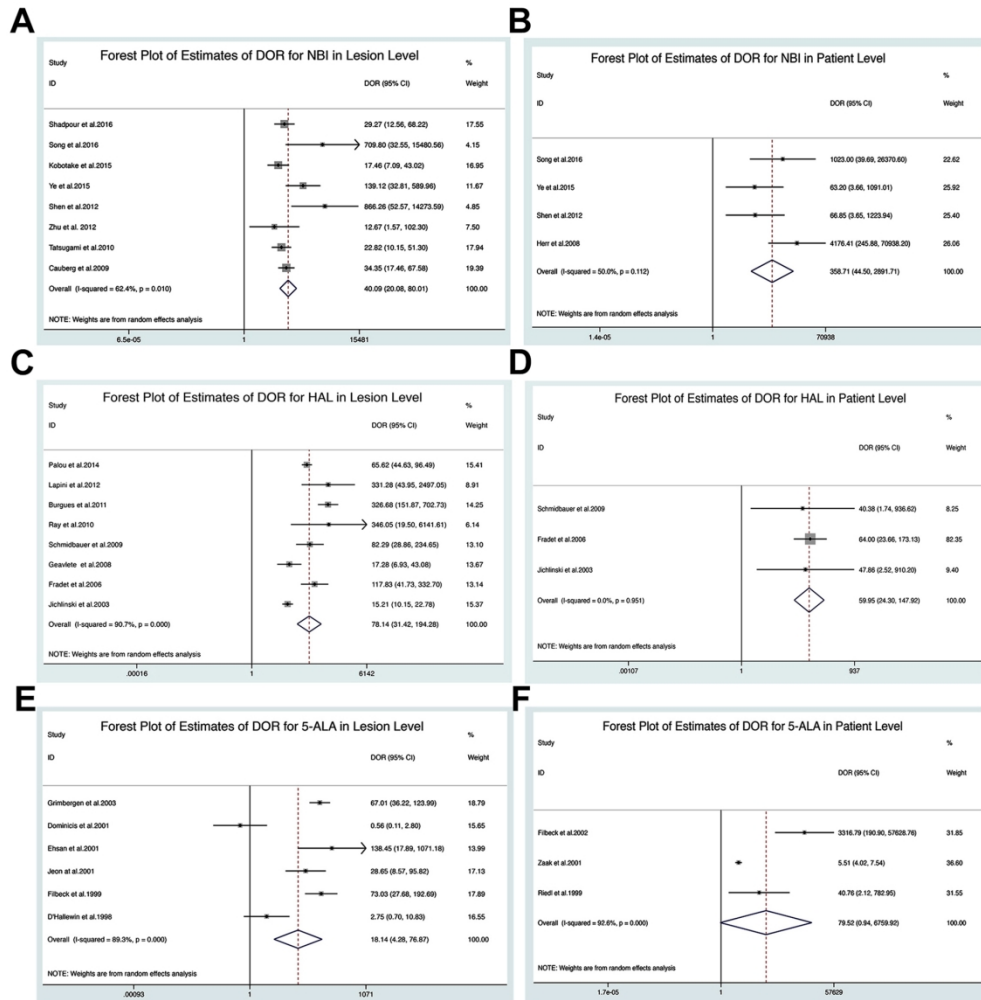 A
Forest Plot of Estimates of DOR for NBI in Lesion Level
Study %
ID DOR (95% CI) Weight
Shadpour et al.2016 29.27 (12.56, 68.22) 17.55
Song et al.2016 709.80 (32.55, 15480.56) 4.15
Kobotake et al.2015 17.46 (7.09, 43.02) 16.95
Ye et al.2015 139.12 (32.81, 589.96) 11.67
Shen et al.2012 866.26 (52.57, 14273.59) 4.85
Zhu et al. 2012 12.67 (1.57, 102.30) 7.50
Tatsugami et al.2010 22.82 (10.15, 51.30) 17.94
Cauberg et al.2009 34.35 (17.46, 67.58) 19.39
Overall (I-squared = 62.4%, p = 0.010) 40.09 (20.08, 80.01) 100.00
NOTE: Weights are from random effects analysis
6.5e-05 1 15481
B
Forest Plot of Estimates of DOR for NBI in Patient Level
Study %
ID DOR (95% CI) Weight
Song et al.2016 1023.00 (39.69, 26370.60) 22.62
Ye et al.2015 63.20 (3.66, 1091.01) 25.92
Shen et al.2012 66.85 (3.65, 1223.94) 25.40
Herr et al.2008 4176.41 (245.88, 70938.20) 26.06
Overall (I-squared = 50.0%, p = 0.112) 358.71 (44.50, 2891.71) 100.00
NOTE: Weights are from random effects analysis
1.4e-05 1 70938
C
Forest Plot of Estimates of DOR for HAL in Lesion Level
Study %
ID DOR (95% CI) Weight
Palou et al.2014 65.62 (44.63, 96.49) 15.41
Lapini et al.2012 331.28 (43.95, 2497.05) 8.91
Burgues et al.2011 326.68 (151.87, 702.73) 14.25
Ray et al.2010 346.05 (19.50, 6141.61) 6.14
Schmidbauer et al.2009 82.29 (28.86, 234.65) 13.10
Geavlete et al.2008 17.28 (6.93, 43.08) 13.67
Fradet et al.2006 117.83 (41.73, 332.70) 13.14
Jichlinski et al.2003 15.21 (10.15, 22.78) 15.37
Overall (I-squared = 90.7%, p = 0.000) 78.14 (31.42, 194.28) 100.00
NOTE: Weights are from random effects analysis
.00016 1 6142
D
Forest Plot of Estimates of DOR for HAL in Patient Level
Study %
ID DOR (95% CI) Weight
Schmidbauer et al.2009 40.38 (1.74, 936.62) 8.25
Fradet et al.2006 64.00 (23.66, 173.13) 82.35
Jichlinski et al.2003 47.86 (2.52, 910.20) 9.40
Overall (I-squared = 0.0%, p = 0.951) 59.95 (24.30, 147.92) 100.00
NOTE: Weights are from random effects analysis
.00107 1 937
E
Forest Plot of Estimates of DOR for 5-ALA in Lesion Level
Study %
ID DOR (95% CI) Weight
Grimbergen et al.2003 67.01 (36.22, 123.99) 18.79
Dominicis et al.2001 0.56 (0.11, 2.80) 15.65
Ehsan et al.2001 138.45 (17.89, 1071.18) 13.99
Jeon at al.2001 28.65 (8.57, 95.82) 17.13
Filbeck et al.1999 73.03 (27.68, 192.69) 17.89
D'Hallewin et al.1998 2.75 (0.70, 10.83) 16.55
Overall (I-squared = 89.3%, p = 0.000) 18.14 (4.28, 76.87) 100.00
NOTE: Weights are from random effects analysis
.00093 1 1071
F
Forest Plot of Estimates of DOR for 5-ALA in Patient Level
Study %
ID DOR (95% CI) Weight
Filbeck et al.2002 3316.79 (190.90, 57628.76) 31.85
Zaak et al.2001 5.51 (4.02, 7.54) 36.60
Riedl et al.1999 40.76 (2.12, 782.95) 31.55
Overall (I-squared = 92.6%, p = 0.000) 79.52 (0.94, 6759.92) 100.00
NOTE: Weights are from random effects analysis
1.7e-05 1 57629